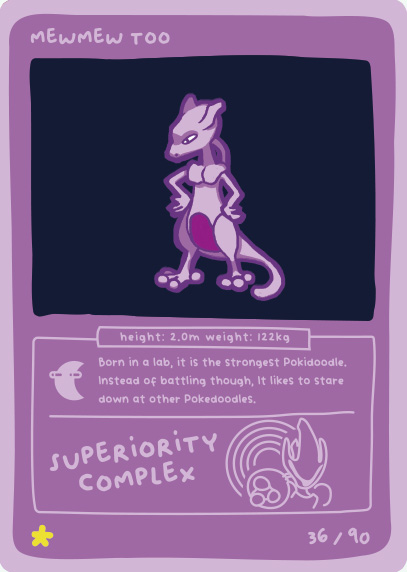 MEWMEW TOO
height: 2.0m weight: 122kg
Born in a lab, it is the strongest Pokidoodle.
Instead of battling though, It likes to stare
down at other Pokedoodles.
SUPERIORITY
COMPLEX
36 / 90